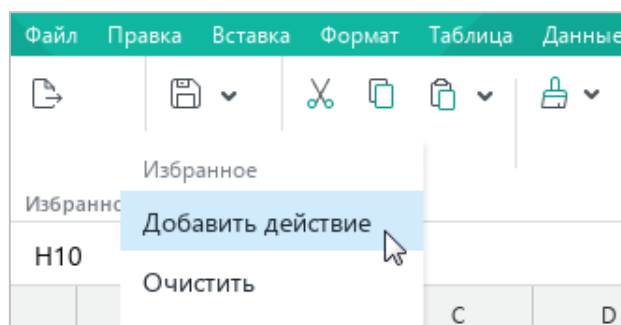 Файл Правка Вставка Формат Таблица Данные
Избранное
Избранно
Добавить действие
H10
Очистить
C D